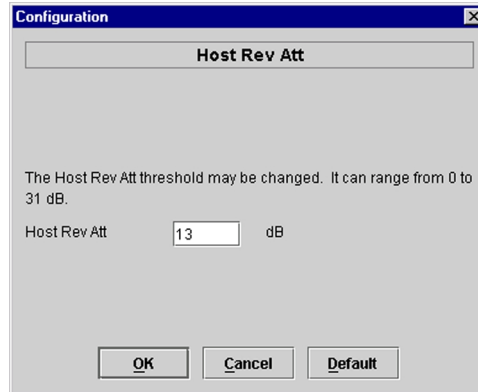 Configuration
Host Rev Att
The Host Rev Att threshold may be changed. It can range from 0 to
31 dB.
Host Rev Att 13 dB
OK Cancel Default